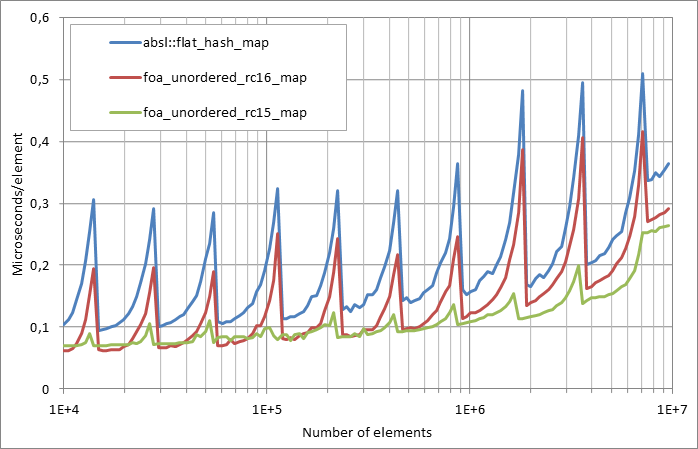 0,6
0,5
0,4
0,3
0,2
0,1
0
Microseconds/element
absl::flat_hash_map
foa_unordered_rc16_map
foa_unordered_rc15_map
1E+4
1E+5
1E+6
1E+7
Number of elements